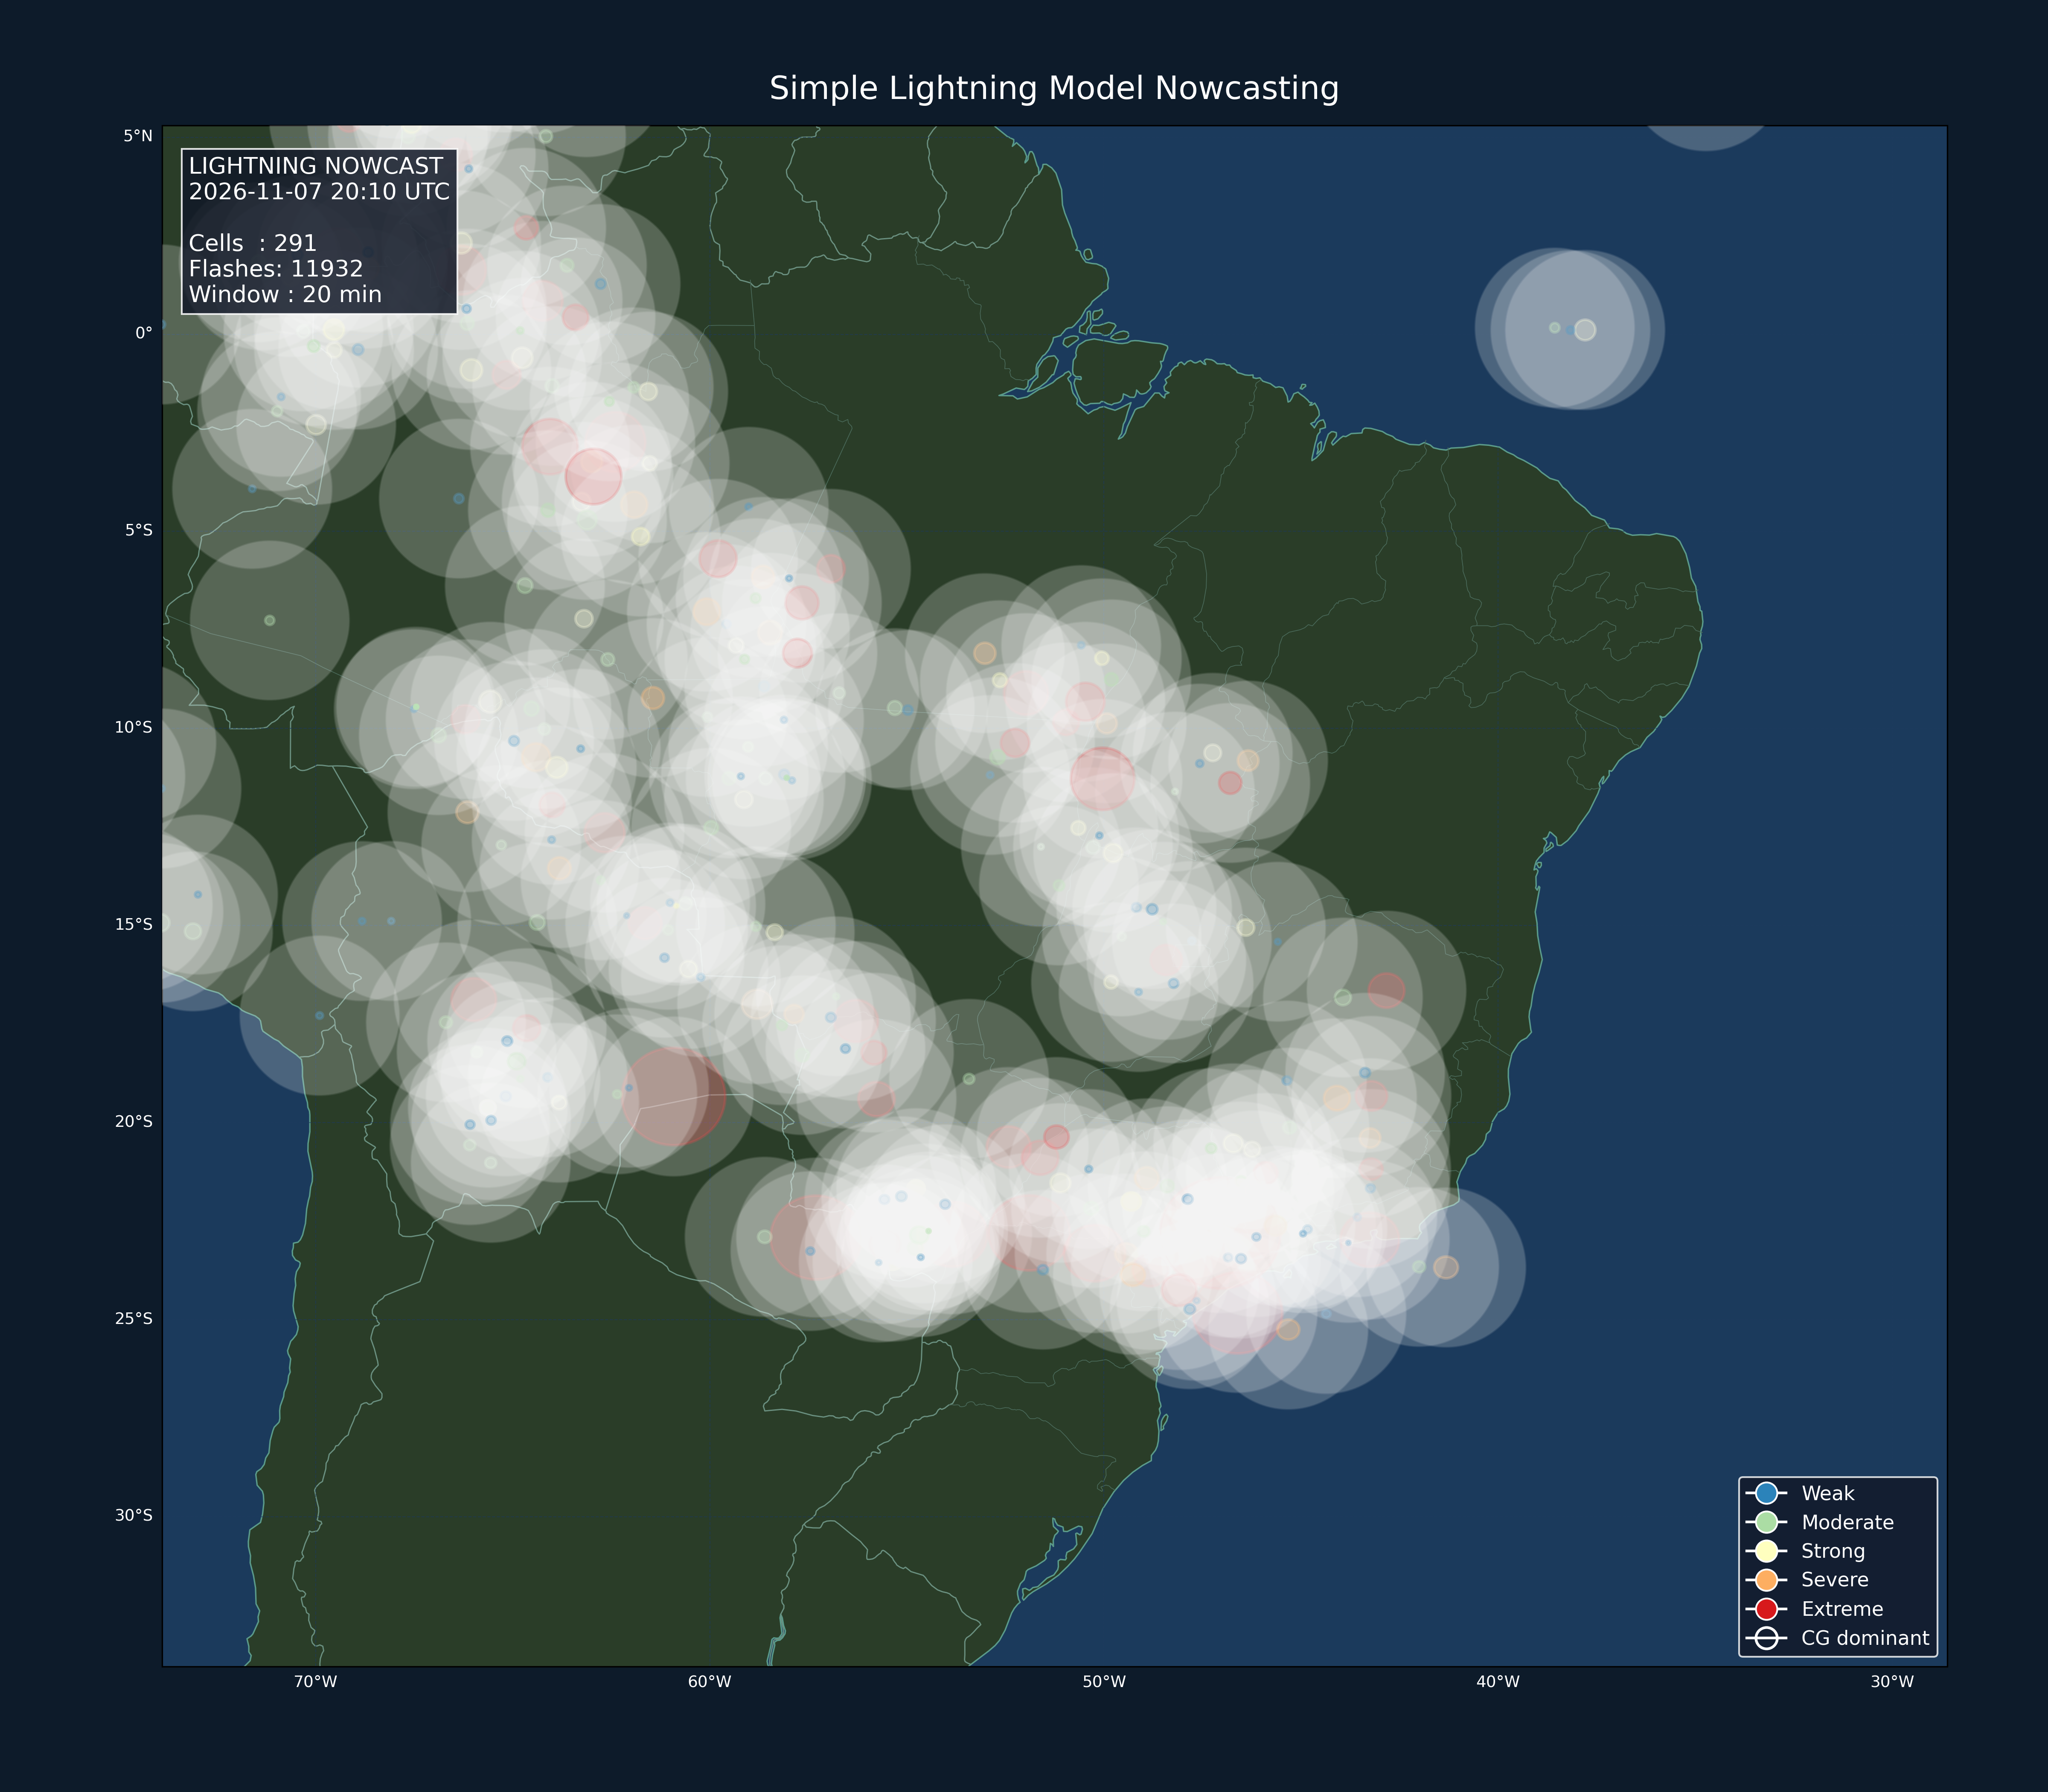 Simple Lightning Model Nowcasting
LIGHTNING NOWCAST
2026-11-07 20:10 UTC
Cells  : 291
Flashes: 11932
Window : 20 min
5°N
0°
5°S
10°S
15°S
20°S
25°S
30°S
70°W
60°W
50°W
40°W
30°W
Weak
Moderate
Strong
Severe
Extreme
CG dominant